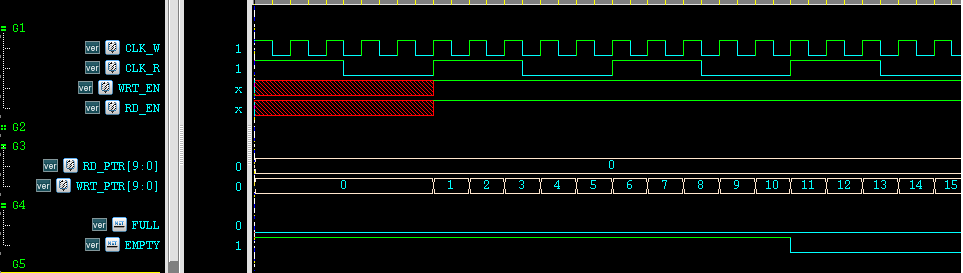 G1
ver CLK_W 1
ver CLK_R 1
ver WRT_EN x
ver RD_EN x
G2
G3
ver RD_PTR[9:0] 0 0
ver WRT_PTR[9:0] 0 0 1 2 3 4 5 6 7 8 9 10 11 12 13 14 15
G4
ver NET FULL 0
ver NET EMPTY 1
G5